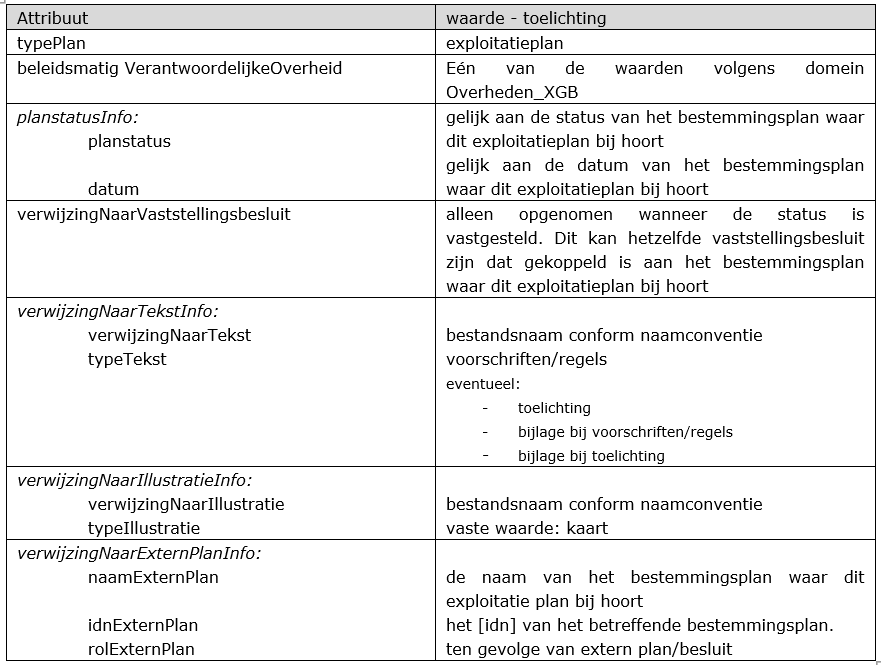 Attribuut
waarde - toelichting
typePlan
exploitatieplan
beleidsmatig VerantwoordelijkeOverheid
Eén van de waarden volgens domein
Overheden_XGB
planstatusInfo:
planstatus
datum
gelijk aan de status van het bestemmingsplan waar
dit exploitatieplan bij hoort
gelijk aan de datum van het bestemmingsplan
waar dit exploitatieplan bij hoort
verwijzingNaarVaststellingsbesluit
alleen opgenomen wanneer de status is
vastgesteld. Dit kan hetzelfde vaststellingsbesluit
zijn dat gekoppeld is aan het bestemmingsplan
waar dit exploitatieplan bij hoort
verwijzingNaarTekstInfo:
verwijzingNaarTekst
typeTekst
bestandsnaam conform naamconventie
voorschriften/regels
eventueel:
- toelichting
- bijlage bij voorschriften/regels
- bijlage bij toelichting
verwijzingNaarIllustratieInfo:
verwijzingNaarIllustratie
typeIllustratie
bestandsnaam conform naamconventie
vaste waarde: kaart
verwijzingNaarExternPlanInfo:
naamExternPlan
idnExternPlan
rolExternPlan
de naam van het bestemmingsplan waar dit
exploitatie plan bij hoort
het [idn] van het betreffende bestemmingsplan.
ten gevolge van extern plan/besluit